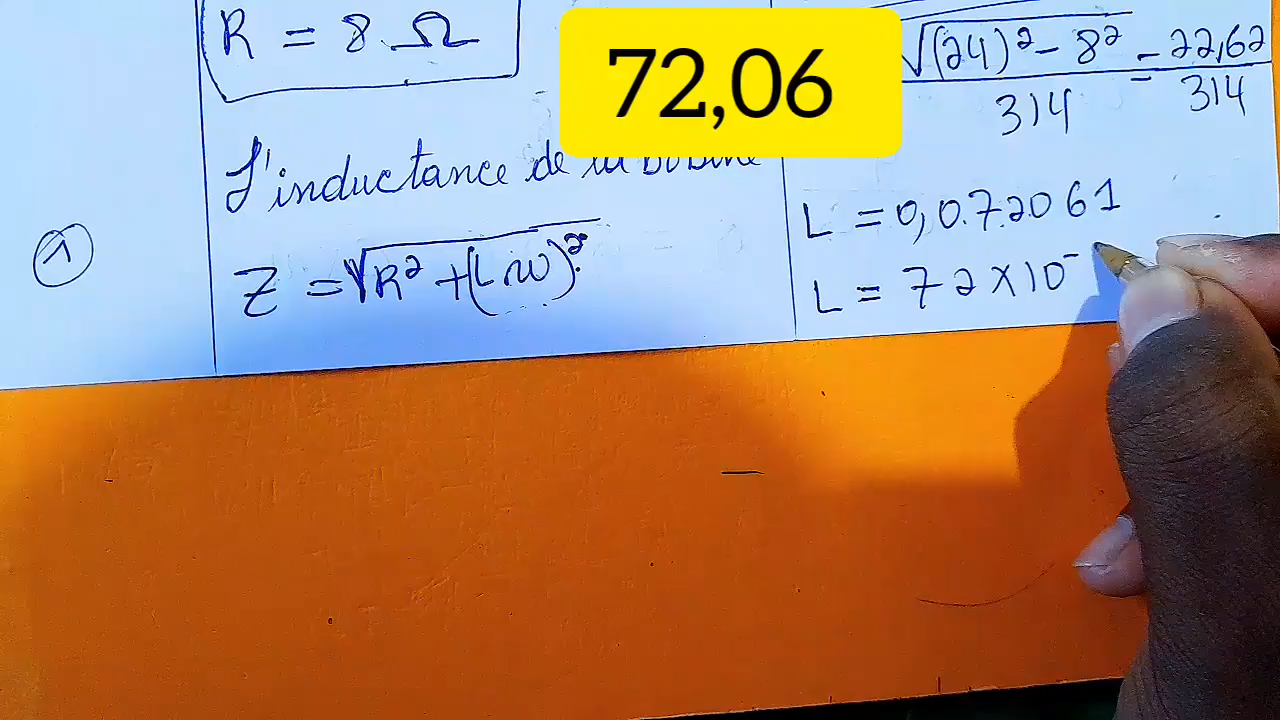 R = 8 Ω
72,06
L'inductance de la bobine
①
Z = √R² + (L.w)²
√(24)² - 8² / 314 = 22,62 / 314
L = 0,072061
L = 72 × 10⁻